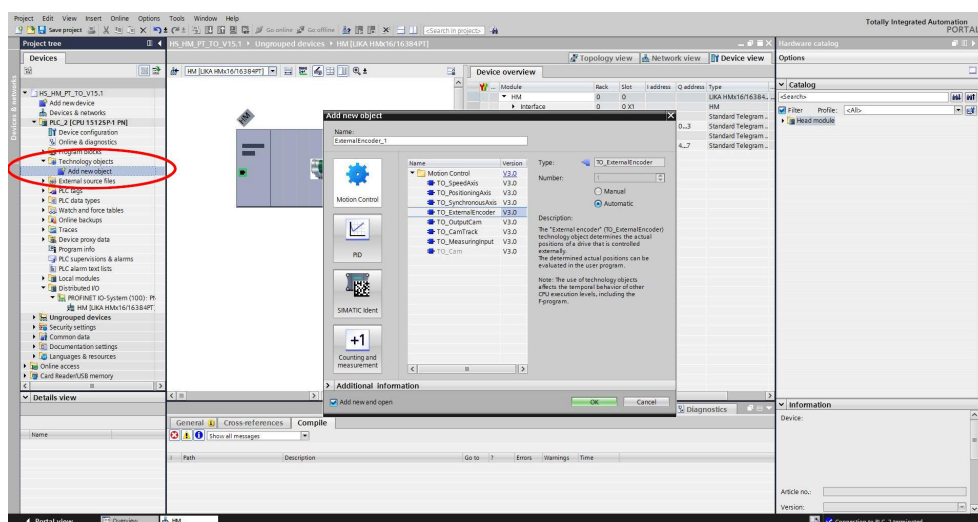 Project Edit View Insert Online Options Tools Window Help
Totally Integrated Automation
PORTAL
Save project
Go online
Go offline
<Search in project>
Project tree
HS_HM_PT_TO_V15.1 ▸ Ungrouped devices ▸ HM [LIKA HMx16/16384PT]
Hardware catalog
Devices
Topology view
Network view
Device view
Options
HS_HM_PT_TO_V15.1
Add new device
Devices & networks
PLC_2 [CPU 1512SP-1 PN]
Device configuration
Online & diagnostics
Program blocks
Technology objects
Add new object
External source files
PLC tags
PLC data types
Watch and force tables
Online backups
Traces
Device proxy data
Program info
PLC supervisions & alarms
PLC alarm text lists
Local modules
Distributed I/O
PROFINET IO-System (100): PN
HM [LIKA HMx16/16384PT]
Ungrouped devices
Security settings
Common data
Documentation settings
Languages & resources
Online access
Card Reader/USB memory
Details view
Name
Devices & networks
HM [LIKA HMx16/16384PT]
HM
Device overview
Module Rack Slot I address Q address Type
HM 0 0 LIKA HMx16/16384...
Interface 0 0 X1 HM
Standard Telegram ...
0...3 Standard Telegram ...
Standard Telegram ...
4...7 Standard Telegram ...
Add new object
Name:
ExternalEncoder_1
Motion Control
PID
SIMATIC Ident
+1
Counting and
measurement
Name Version
Motion Control V3.0
TO_SpeedAxis V3.0
TO_PositioningAxis V3.0
TO_SynchronousAxis V3.0
TO_ExternalEncoder V3.0
TO_OutputCam V3.0
TO_CamTrack V3.0
TO_MeasuringInput V3.0
TO_Cam V3.0
Type: TO_ExternalEncoder
Number: 1
Manual
Automatic
Description:
The "External encoder" (TO_ExternalEncoder)
technology object determines the actual
positions of a drive that is controlled
externally.
The determined actual positions can be
evaluated in the user program.
Note: The use of technology objects
affects the temporal behavior of other
CPU execution levels, including the
F-program.
Additional information
Add new and open
OK
Cancel
Diagnostics
General
Cross-references
Compile
Show all messages
! Path Description Go to ? Errors Warnings Time
Catalog
<Search>
Filter Profile: <All>
Head module
Information
Device:
Article no.:
Version:
Portal view
Overview
HM
Connection to PLC_2 terminated